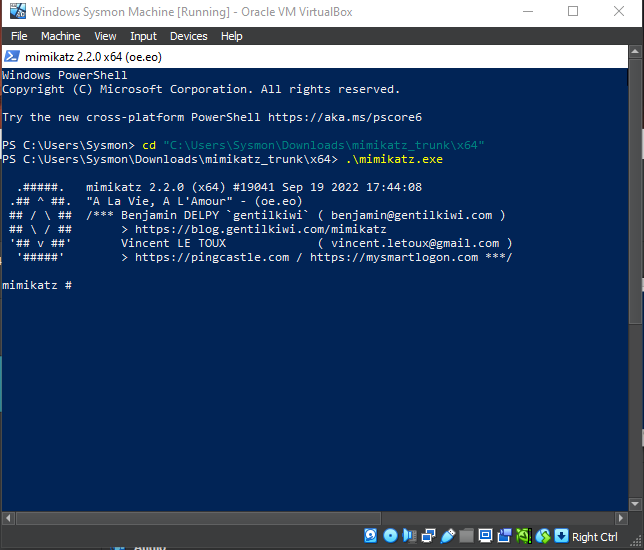 Windows Sysmon Machine [Running] - Oracle VM VirtualBox
File Machine View Input Devices Help
mimikatz 2.2.0 x64 (oe.eo)
Windows PowerShell
Copyright (C) Microsoft Corporation. All rights reserved.
Try the new cross-platform PowerShell https://aka.ms/pscore6
PS C:\Users\Sysmon> cd "C:\Users\Sysmon\Downloads\mimikatz_trunk\x64"
PS C:\Users\Sysmon\Downloads\mimikatz_trunk\x64> .\mimikatz.exe
  .#####.   mimikatz 2.2.0 (x64) #19041 Sep 19 2022 17:44:08
 .## ^ ##.  "A La Vie, A L'Amour" - (oe.eo)
 ## / \ ##  /*** Benjamin DELPY `gentilkiwi` ( benjamin@gentilkiwi.com )
 ## \ / ##       > https://blog.gentilkiwi.com/mimikatz
 '## v ##'       Vincent LE TOUX             ( vincent.letoux@gmail.com )
  '#####'        > https://pingcastle.com / https://mysmartlogon.com ***/
mimikatz #
Right Ctrl